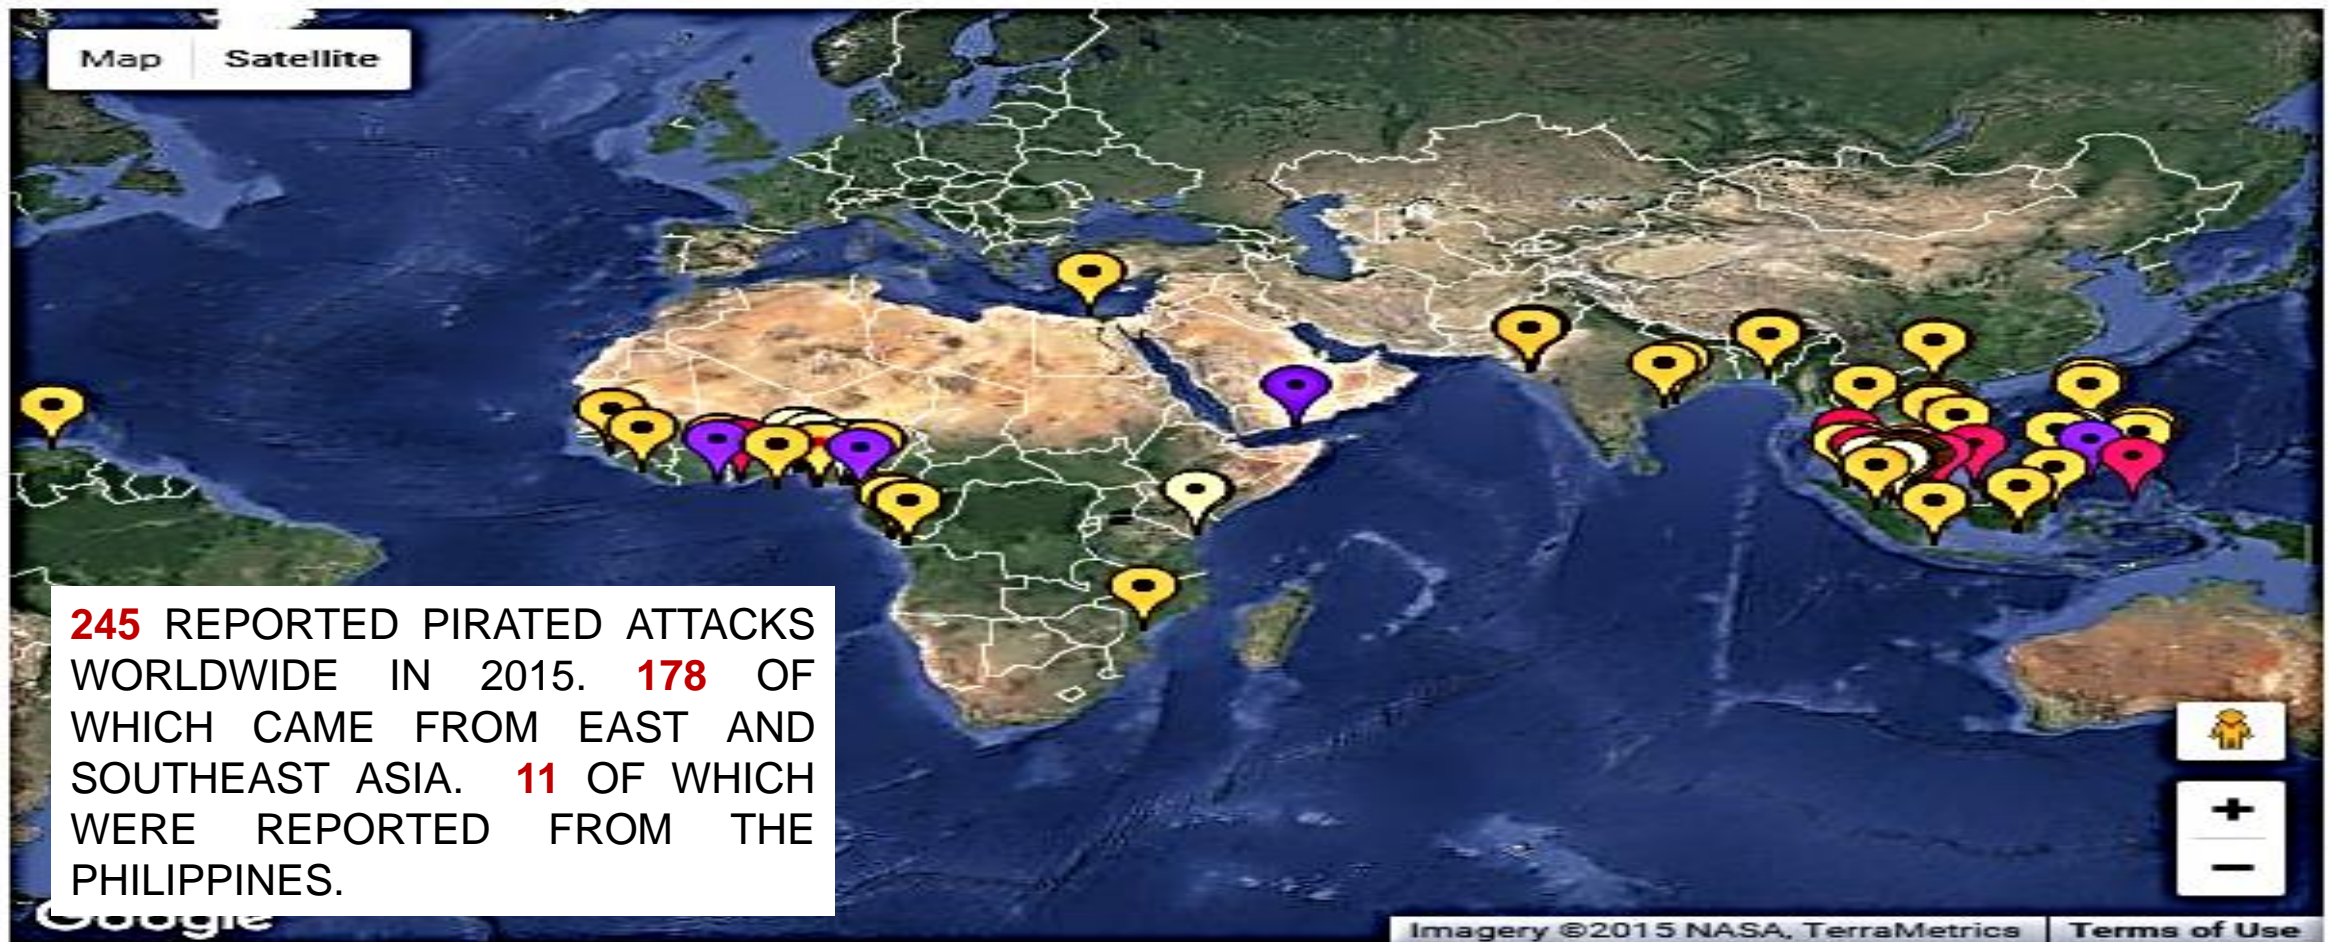 Map Satellite
245 REPORTED PIRATED ATTACKS
WORLDWIDE IN 2015. 178 OF
WHICH CAME FROM EAST AND
SOUTHEAST ASIA. 11 OF WHICH
WERE REPORTED FROM THE
PHILIPPINES.
+
−
Google
Imagery ©2015 NASA, TerraMetrics Terms of Use